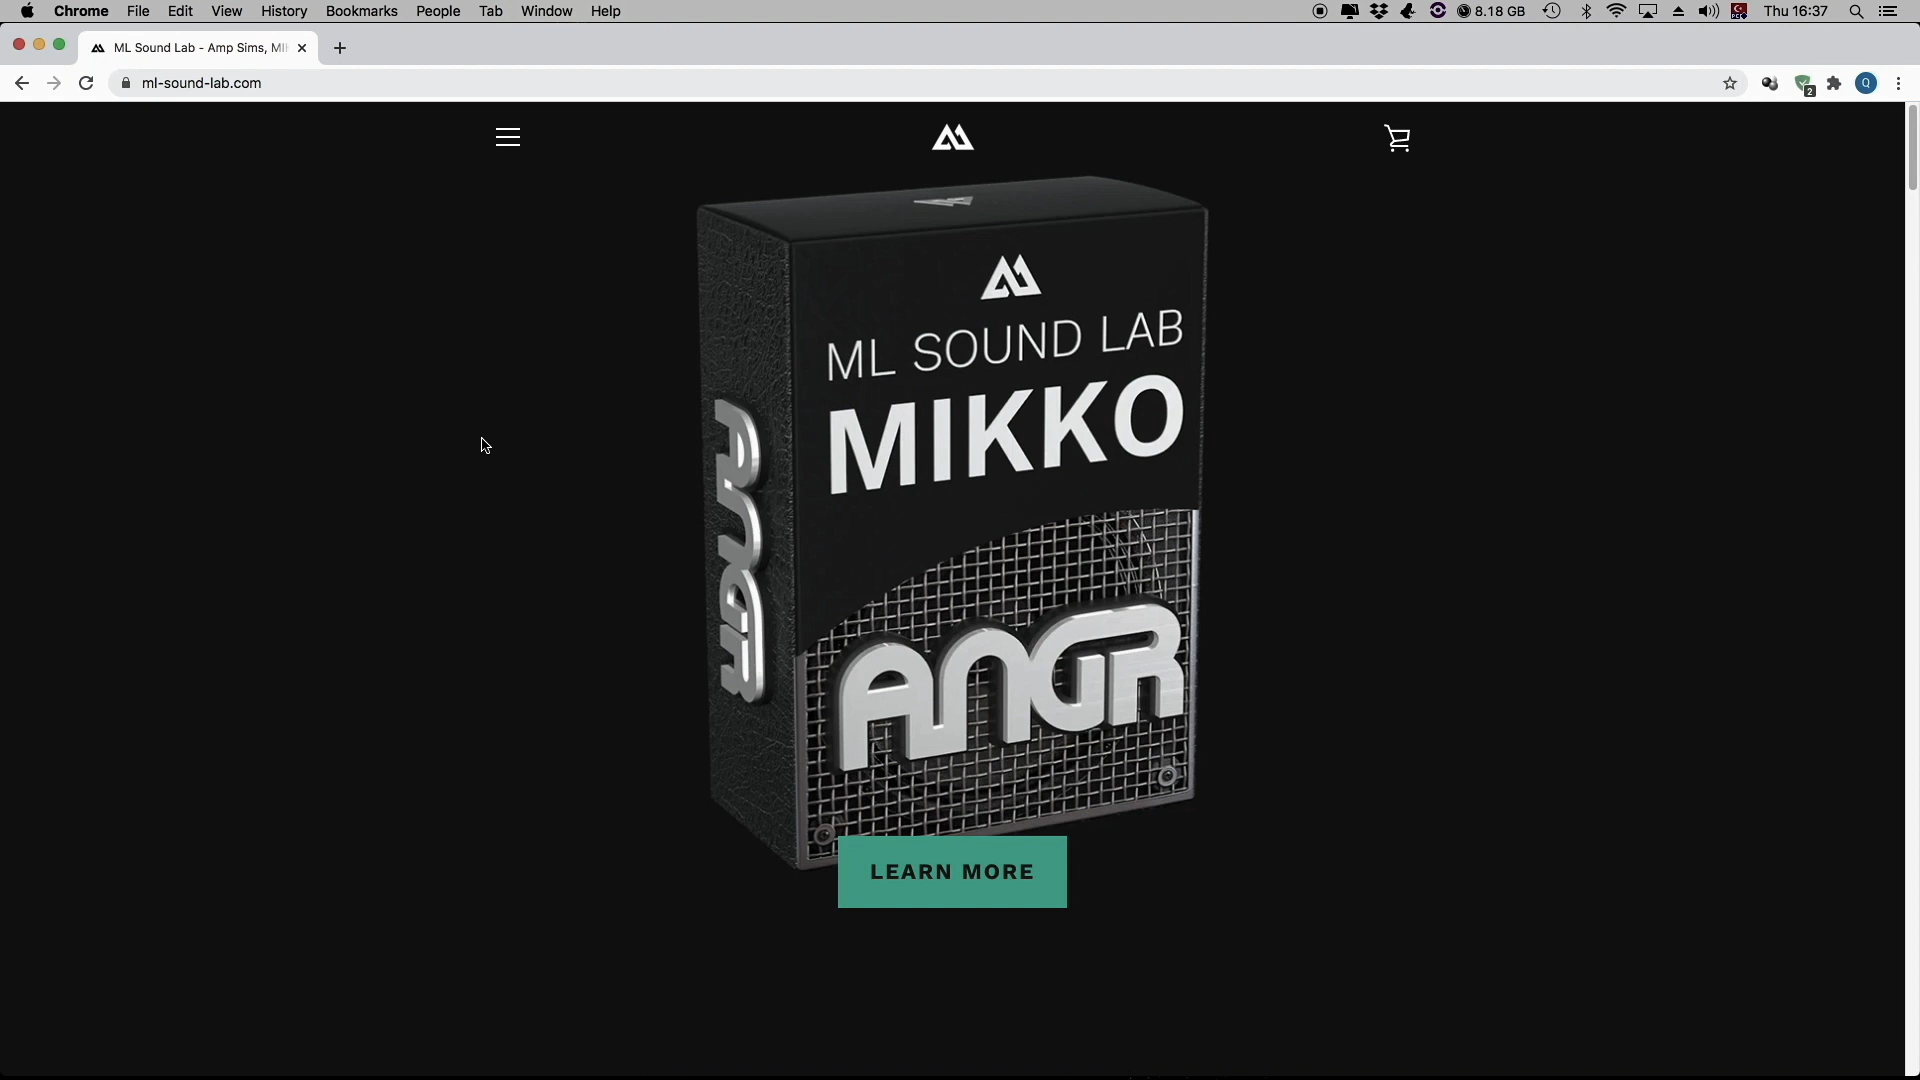 Chrome File Edit View History Bookmarks People Tab Window Help 8.18 GB Thu 16:37
ML Sound Lab - Amp Sims, MI
ml-sound-lab.com 2 Q
ML SOUND LAB
MIKKO
ANGR
ANGR
LEARN MORE